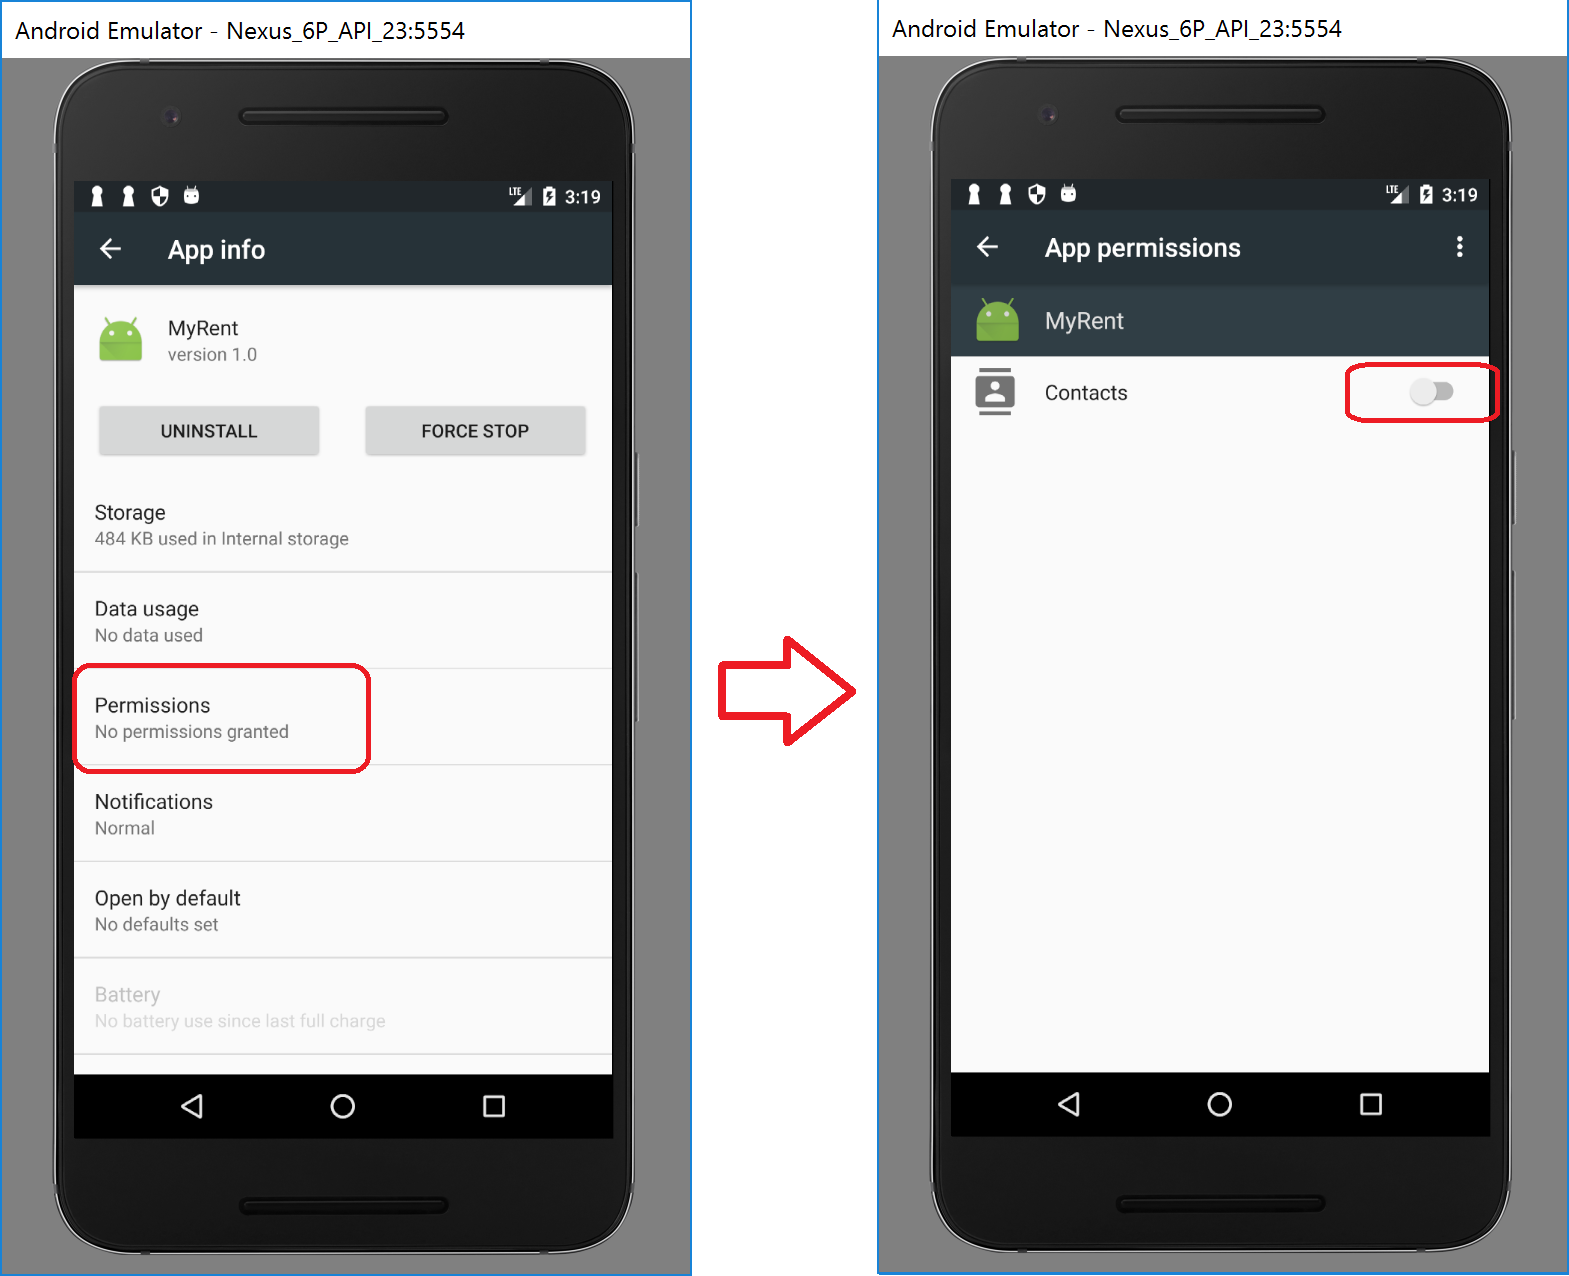 Android Emulator - Nexus_6P_API_23:5554
LTE 3:19
App info
MyRent
version 1.0
UNINSTALL FORCE STOP
Storage
484 KB used in Internal storage
Data usage
No data used
Permissions
No permissions granted
Notifications
Normal
Open by default
No defaults set
Battery
No battery use since last full charge
Android Emulator - Nexus_6P_API_23:5554
LTE 3:19
App permissions
MyRent
Contacts